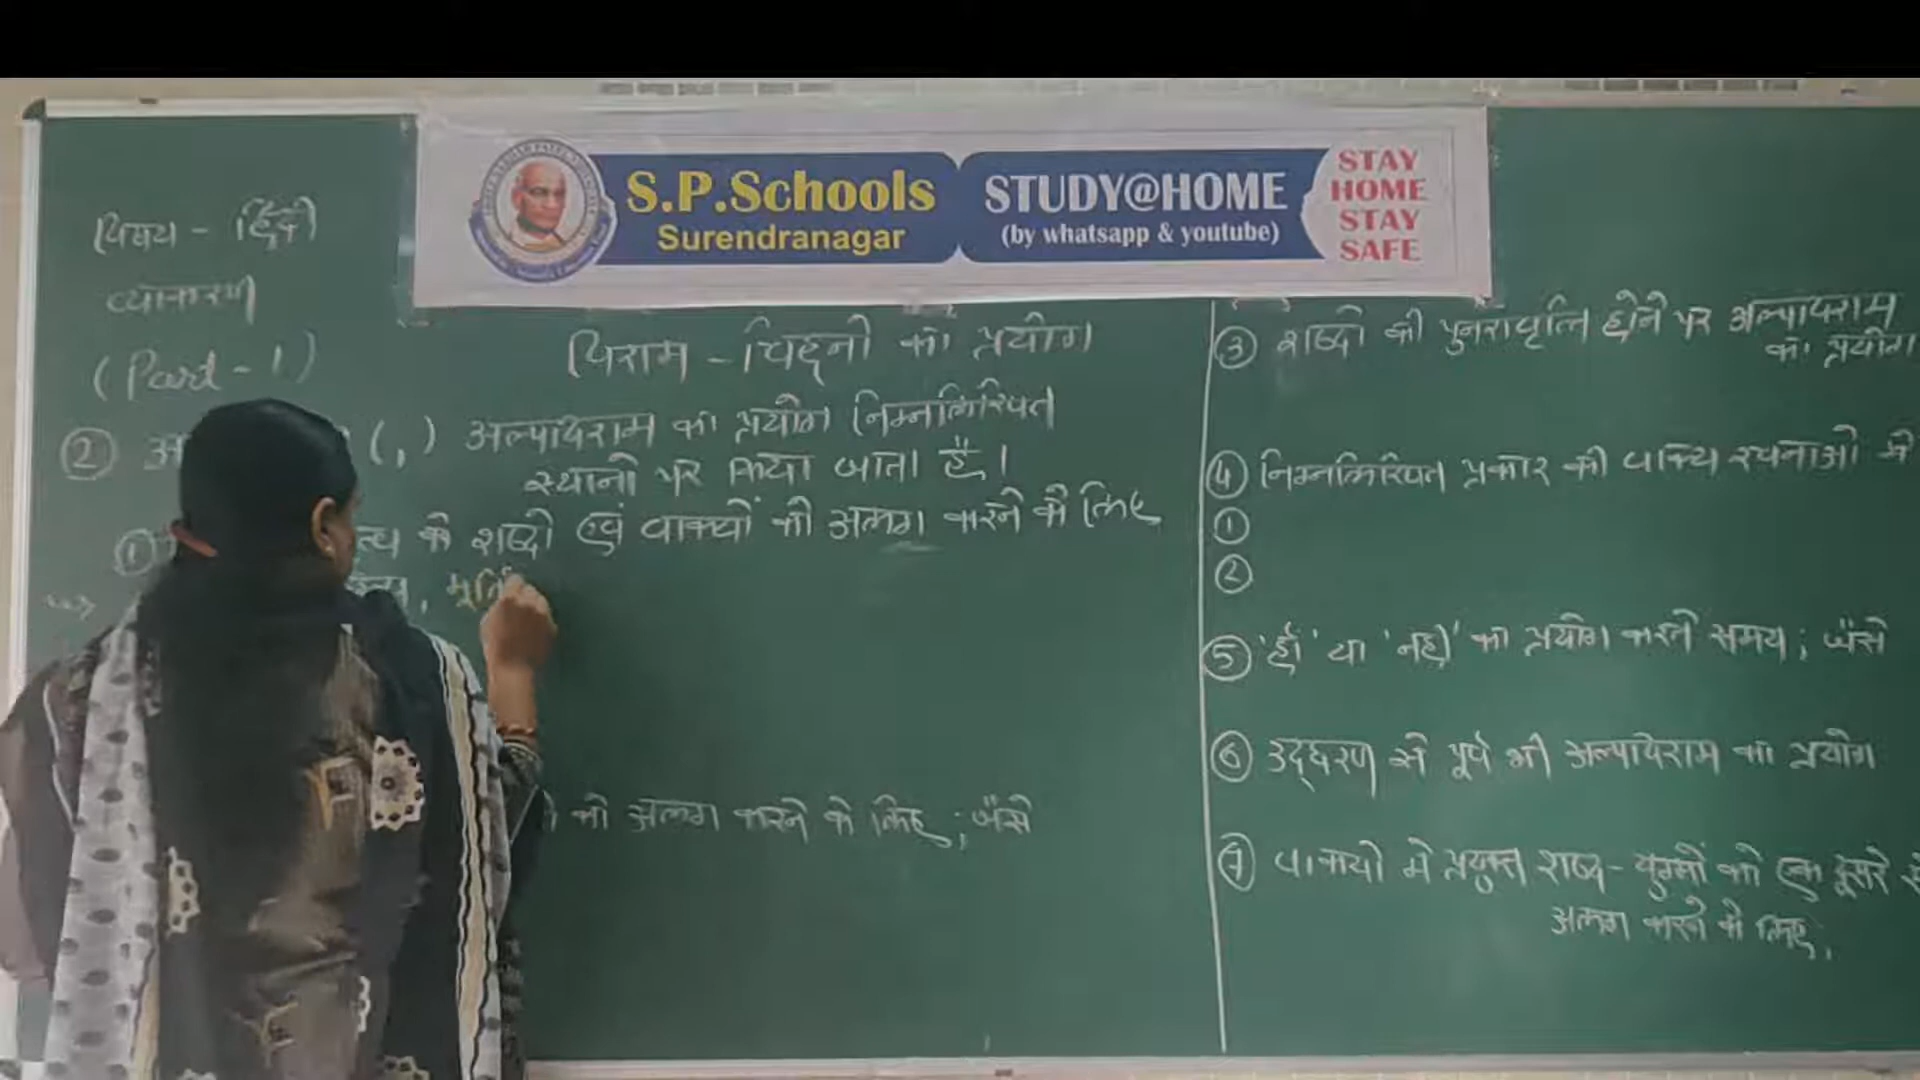 S.P.Schools
Surendranagar
STUDY@HOME
(by whatsapp & youtube)
STAY
HOME
STAY
SAFE
विषय - हिंदी
व्याकरण
(Part - 1)
विराम - चिह्नों का प्रयोग
② (,) अल्पविराम का प्रयोग निम्नलिखित
स्थानों पर किया जाता है।
① के शब्दों एवं वाक्यों को अलग करने के लिए
, मूर्ति
को अलग करने के लिए; जैसे
③ शब्दों की पुनरावृत्ति होने पर अल्पविराम
का प्रयोग
④ निम्नलिखित प्रकार की वाक्य रचनाओं में
①
②
⑤ 'हाँ' या 'नहीं' का प्रयोग करते समय; जैसे
⑥ उद्धरण से पूर्व भी अल्पविराम का प्रयोग
⑦ वाक्यों में प्रयुक्त शब्द - युग्मों को एक दूसरे से
अलग करने के लिए,